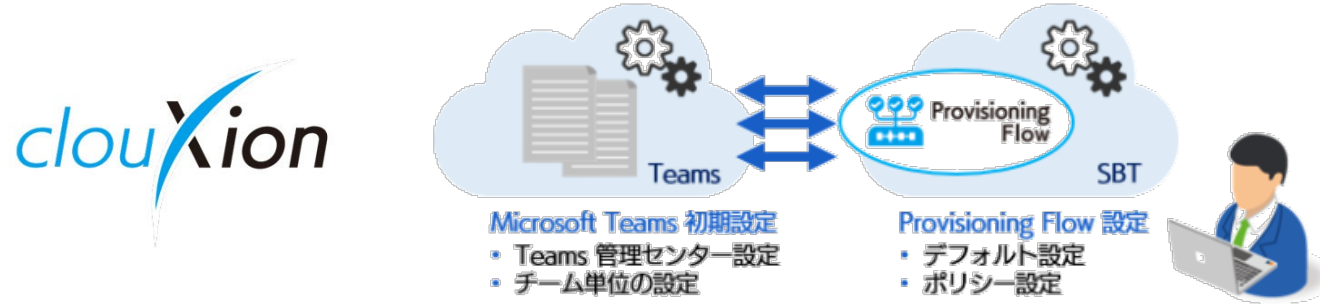 clouXion
Provisioning
Flow
Teams
SBT
Microsoft Teams 初期設定
・ Teams 管理センター設定
・ チーム単位の設定
Provisioning Flow 設定
・ デフォルト設定
・ ポリシー設定